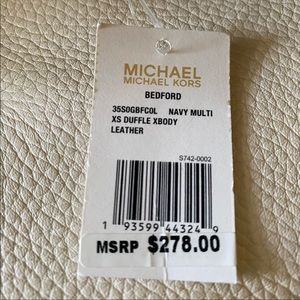 MICHAEL
MICHAEL KORS
BEDFORD
35S0GBFC0L NAVY MULTI
XS DUFFLE XBODY
LEATHER
S742-0002
1 93599 44324 9
MSRP $278.00